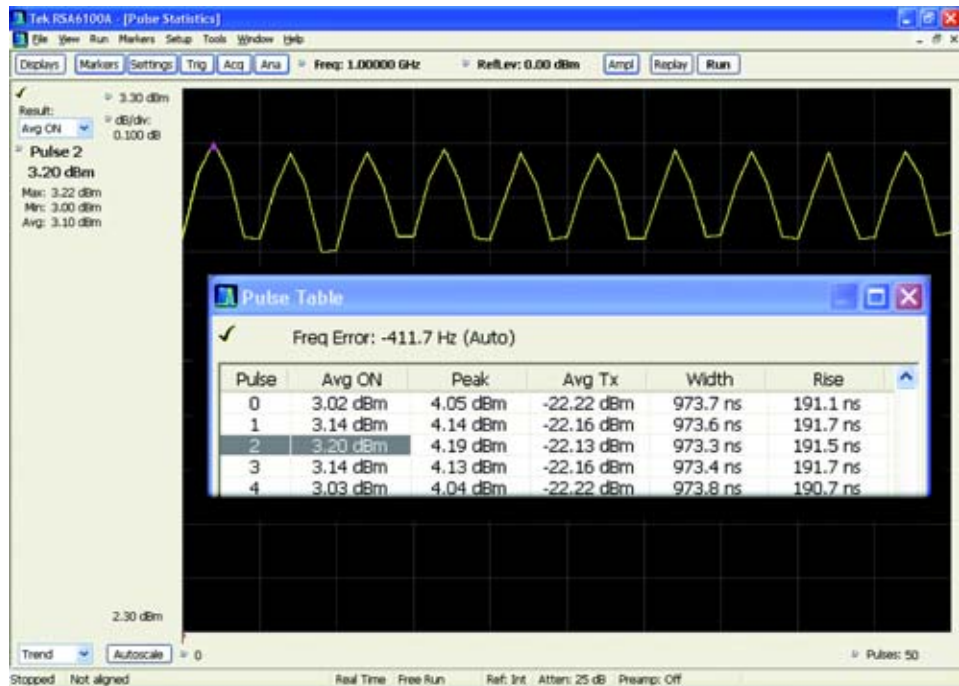 Tek RSA6100A - [Pulse Statistics]
File View Run Markers Setup Tools Window Help
Displays Markers Settings Trig Acq Ana Freq: 1.00000 GHz RefLev: 0.00 dBm Ampl Replay Run
3.30 dBm
Result:
Avg ON
dB/div:
0.100 dB
Pulse 2
3.20 dBm
Max: 3.22 dBm
Min: 3.00 dBm
Avg: 3.10 dBm
Pulse Table
Freq Error: -411.7 Hz (Auto)
Pulse Avg ON Peak Avg Tx Width Rise
0 3.02 dBm 4.05 dBm -22.22 dBm 973.7 ns 191.1 ns
1 3.14 dBm 4.14 dBm -22.16 dBm 973.6 ns 191.7 ns
2 3.20 dBm 4.19 dBm -22.13 dBm 973.3 ns 191.5 ns
3 3.14 dBm 4.13 dBm -22.16 dBm 973.4 ns 191.7 ns
4 3.03 dBm 4.04 dBm -22.22 dBm 973.8 ns 190.7 ns
2.30 dBm
Trend Autoscale 0 Pulses: 50
Stopped Not aligned Real Time Free Run Ref: Int Atten: 25 dB Preamp: Off